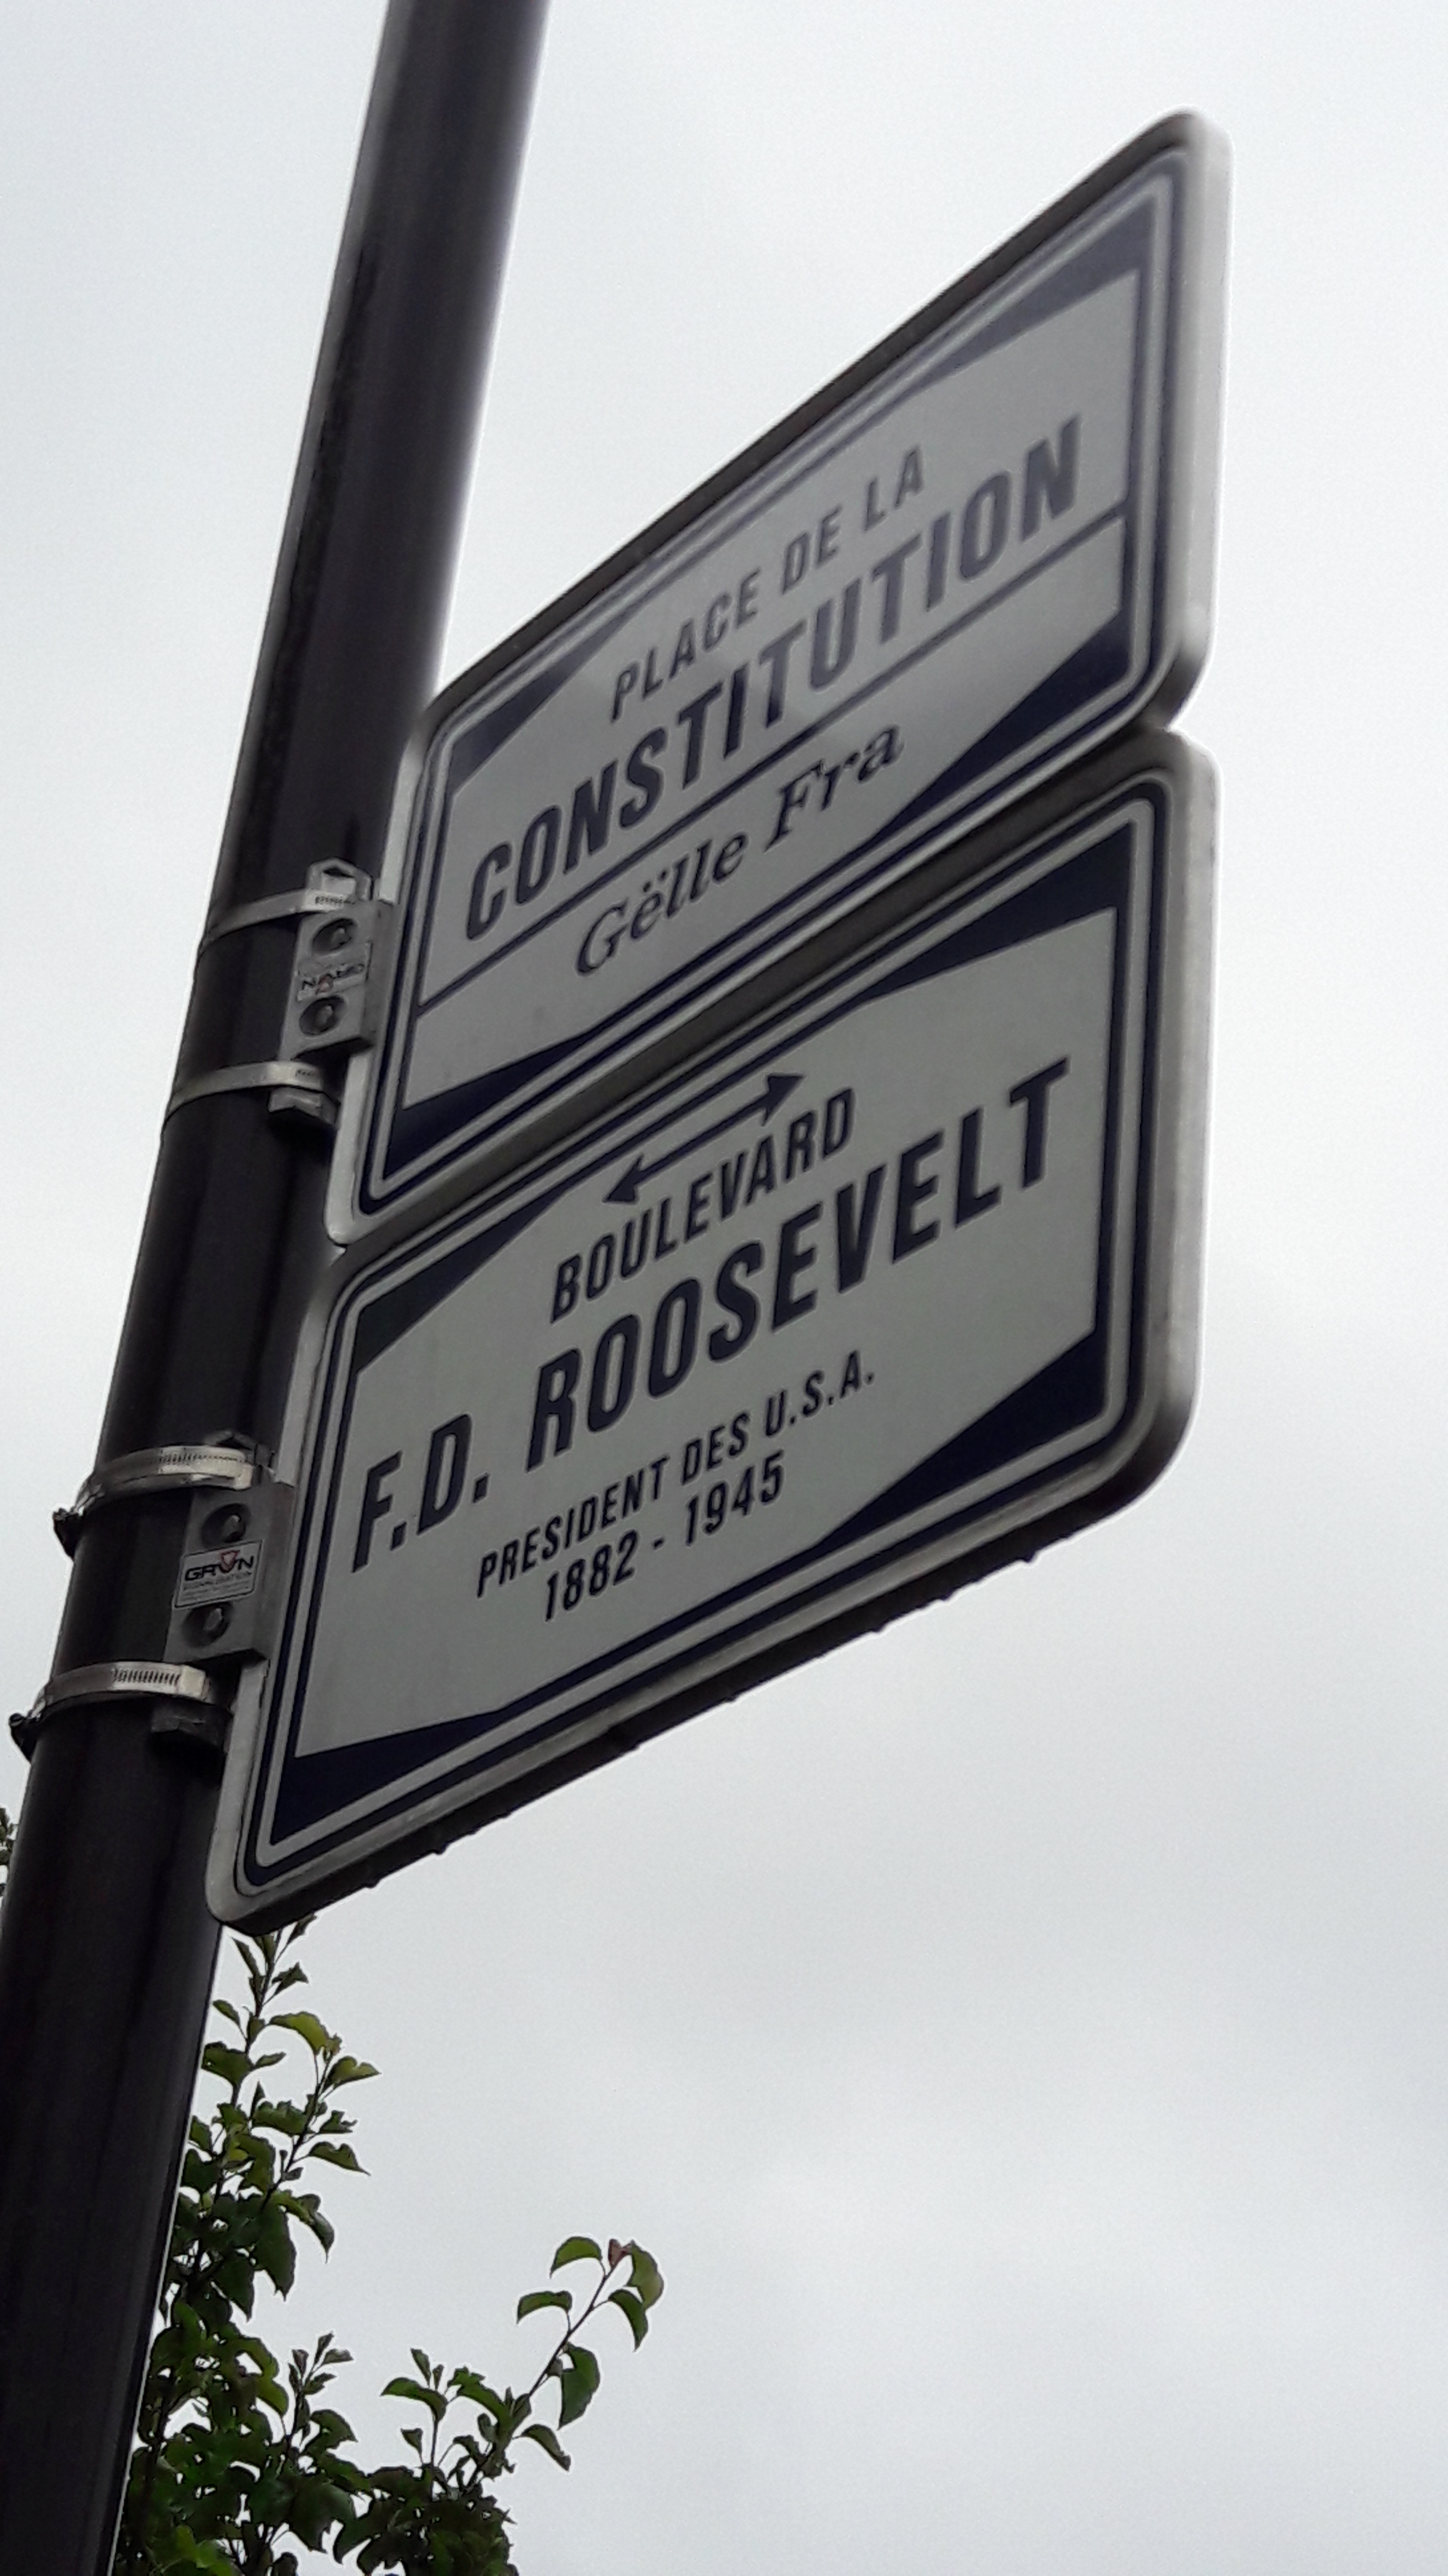 PLACE DE LA
CONSTITUTION
Gëlle Fra
BOULEVARD
F.D. ROOSEVELT
PRESIDENT DES U.S.A.
1882 - 1945